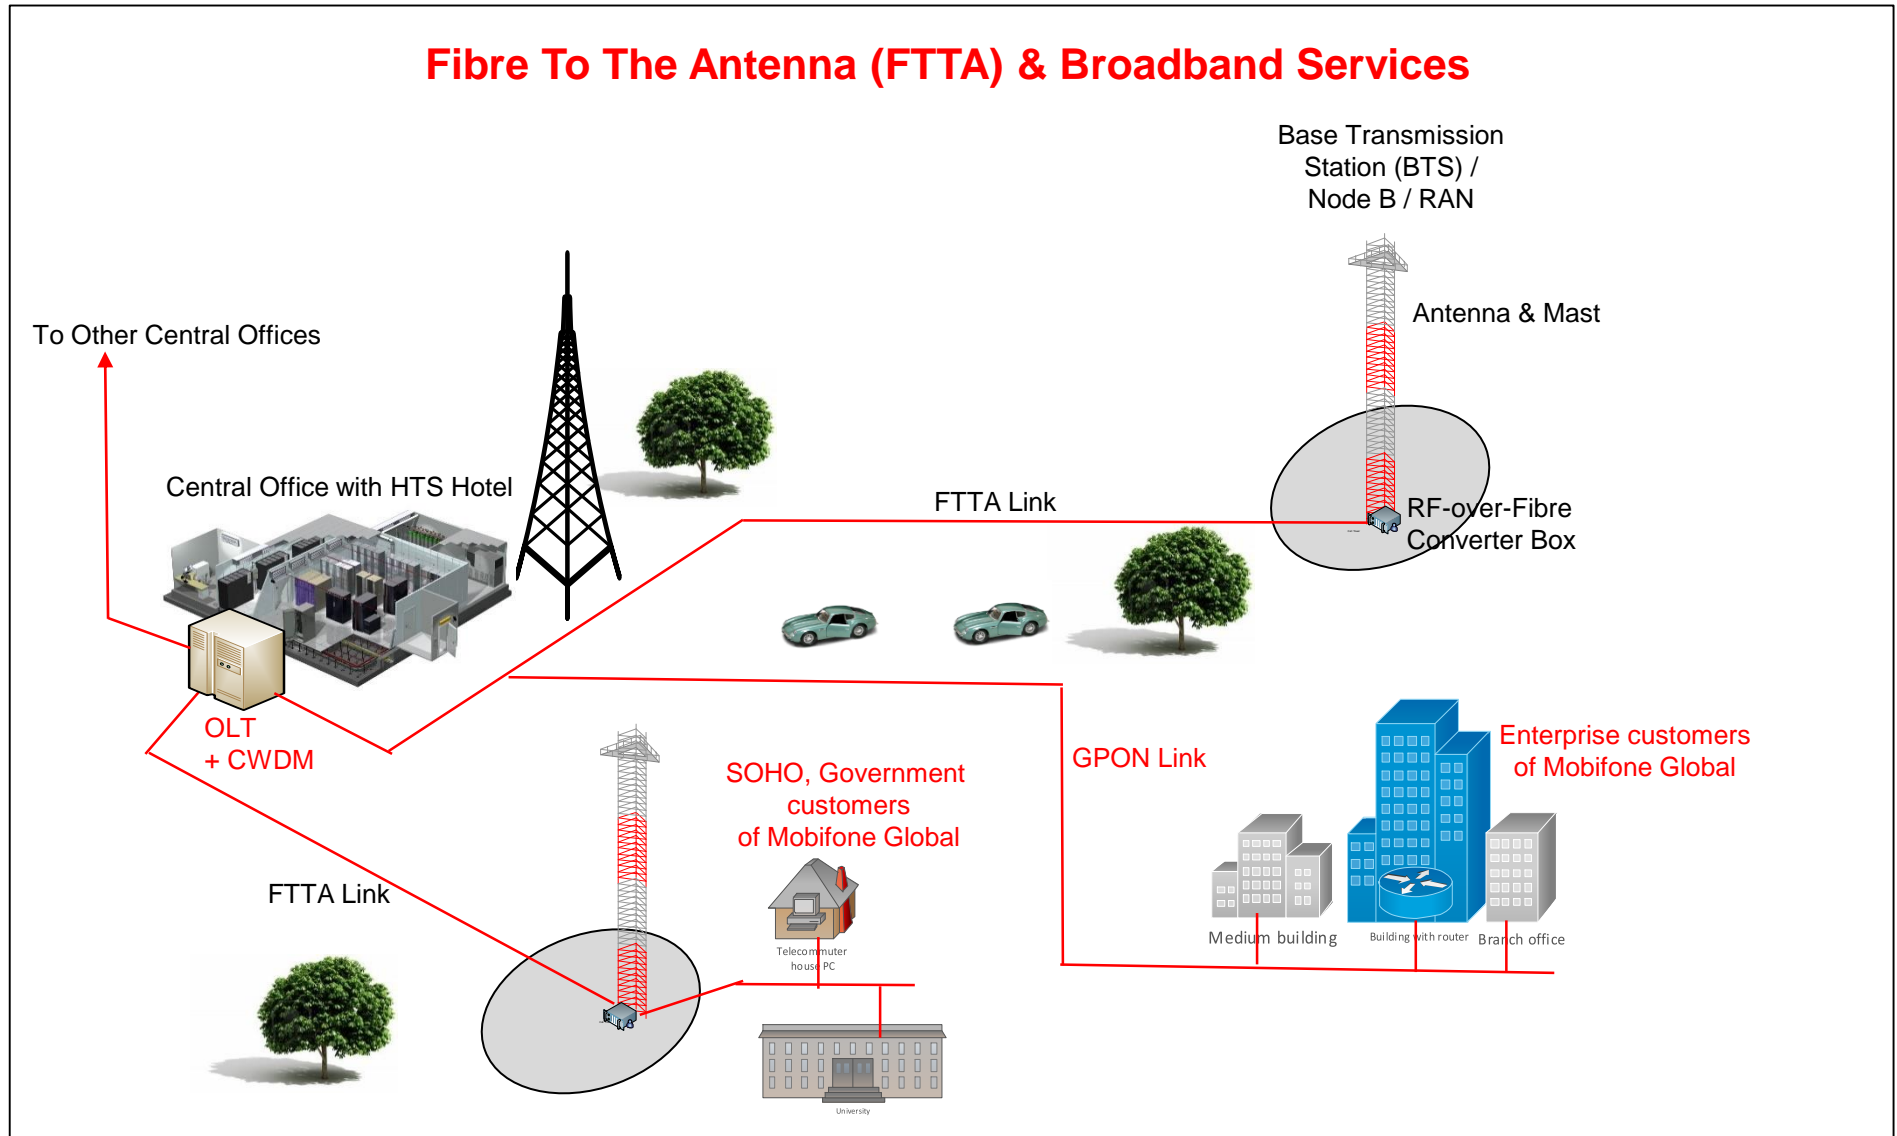 Fibre To The Antenna (FTTA) & Broadband Services
Base Transmission
Station (BTS) /
Node B / RAN
Antenna & Mast
To Other Central Offices
Central Office with HTS Hotel
FTTA Link
RF-over-Fibre
Converter Box
OLT
+ CWDM
SOHO, Government
customers
of Mobifone Global
GPON Link
Enterprise customers
of Mobifone Global
FTTA Link
Telecommuter
house PC
Medium building
Building with router
Branch office
University